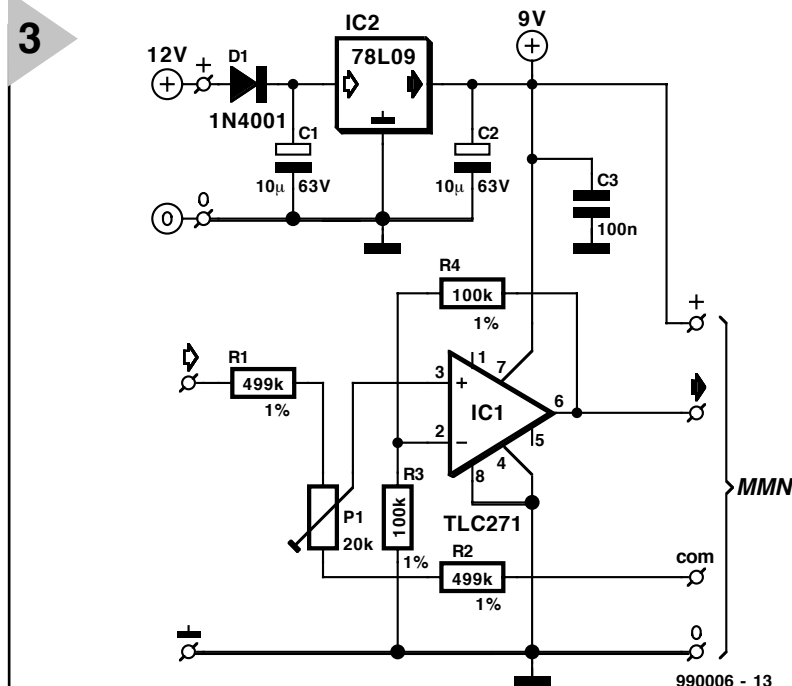 3
IC2
9V
12V
+
D1
78L09
1N4001
C1
C2
10µ 63V
10µ 63V
C3
100n
0
0
R4
100k
1%
+
R1
499k
1%
3
+
1
7
IC1
6
2
−
5
4
8
R3
100k
1%
P1
20k
TLC271
R2
499k
1%
MMN
com
0
990006 - 13